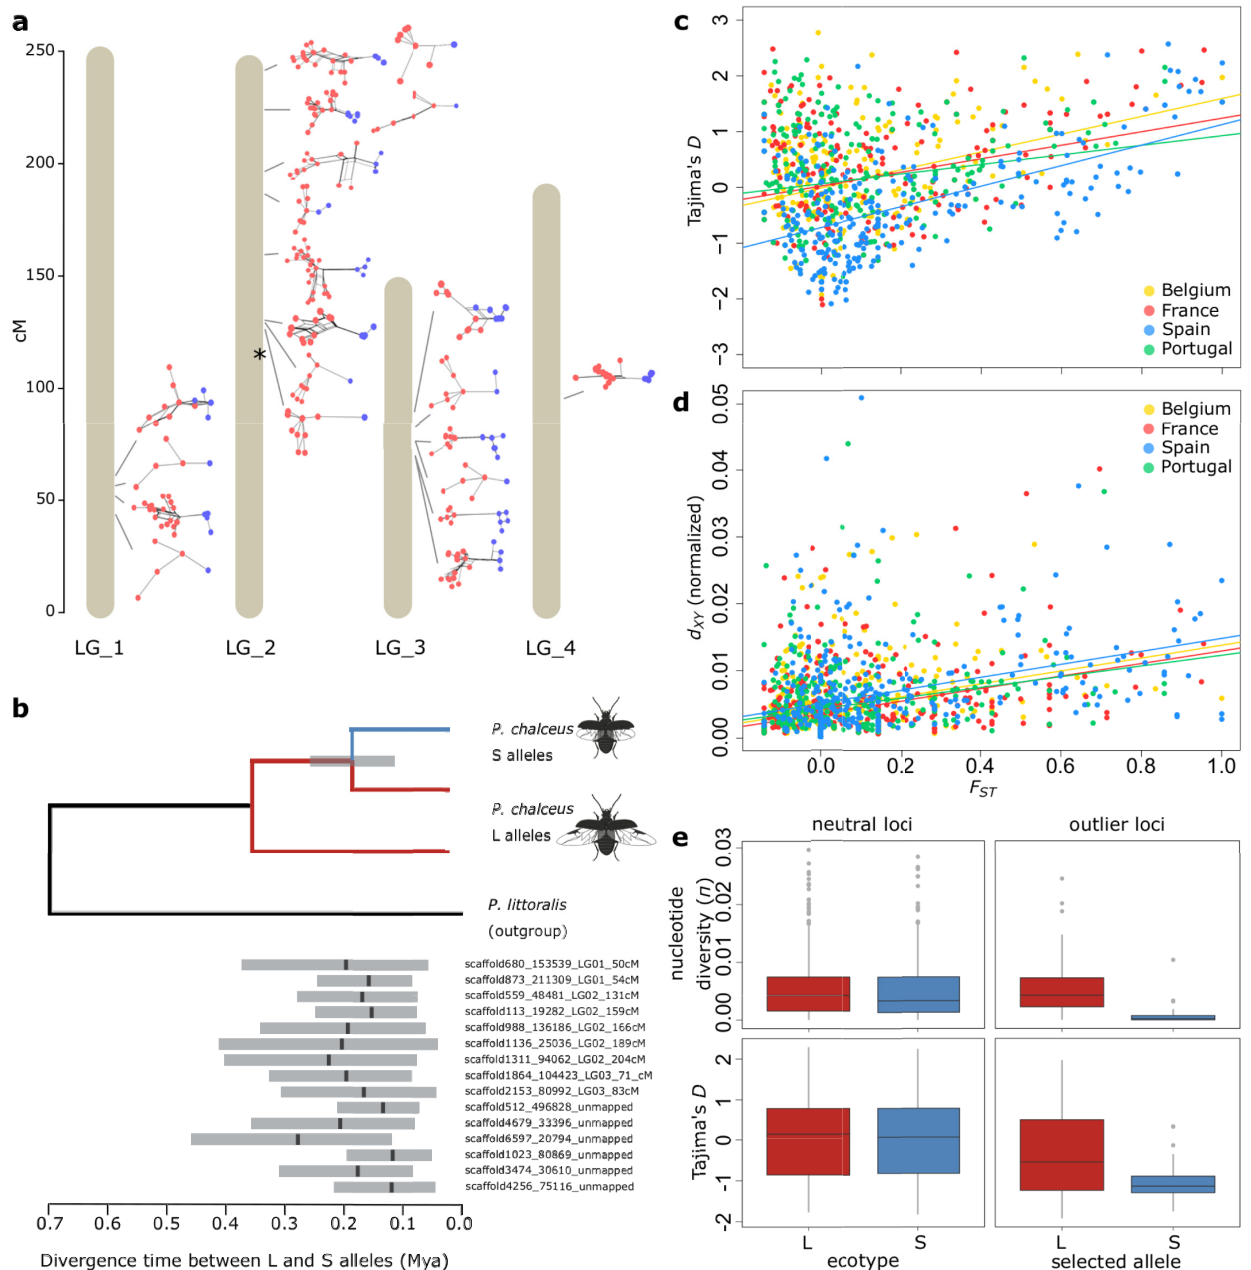 a
250
200
150
100
50
0
cM
*
LG_1
LG_2
LG_3
LG_4
b
P. chalceus
S alleles
P. chalceus
L alleles
P. littoralis
(outgroup)
scaffold680_153539_LG01_50cM
scaffold873_211309_LG01_54cM
scaffold559_48481_LG02_131cM
scaffold113_19282_LG02_159cM
scaffold988_136186_LG02_166cM
scaffold1136_25036_LG02_189cM
scaffold1311_94062_LG02_204cM
scaffold1864_104423_LG03_71_cM
scaffold2153_80992_LG03_83cM
scaffold512_496828_unmapped
scaffold4679_33396_unmapped
scaffold6597_20794_unmapped
scaffold1023_80869_unmapped
scaffold3474_30610_unmapped
scaffold4256_75116_unmapped
0.7 0.6 0.5 0.4 0.3 0.2 0.1 0.0
Divergence time between L and S alleles (Mya)
c
3
2
1
0
−1
−2
−3
Tajima's D
Belgium
France
Spain
Portugal
d
0.05
0.04
0.03
0.02
0.01
0.00
dXY (normalized)
Belgium
France
Spain
Portugal
0.0 0.2 0.4 0.6 0.8 1.0
FST
e
neutral loci
outlier loci
0.03
0.02
0.01
0.00
nucleotide
diversity (n)
2
1
0
-1
-2
Tajima's D
L S
ecotype
L S
selected allele